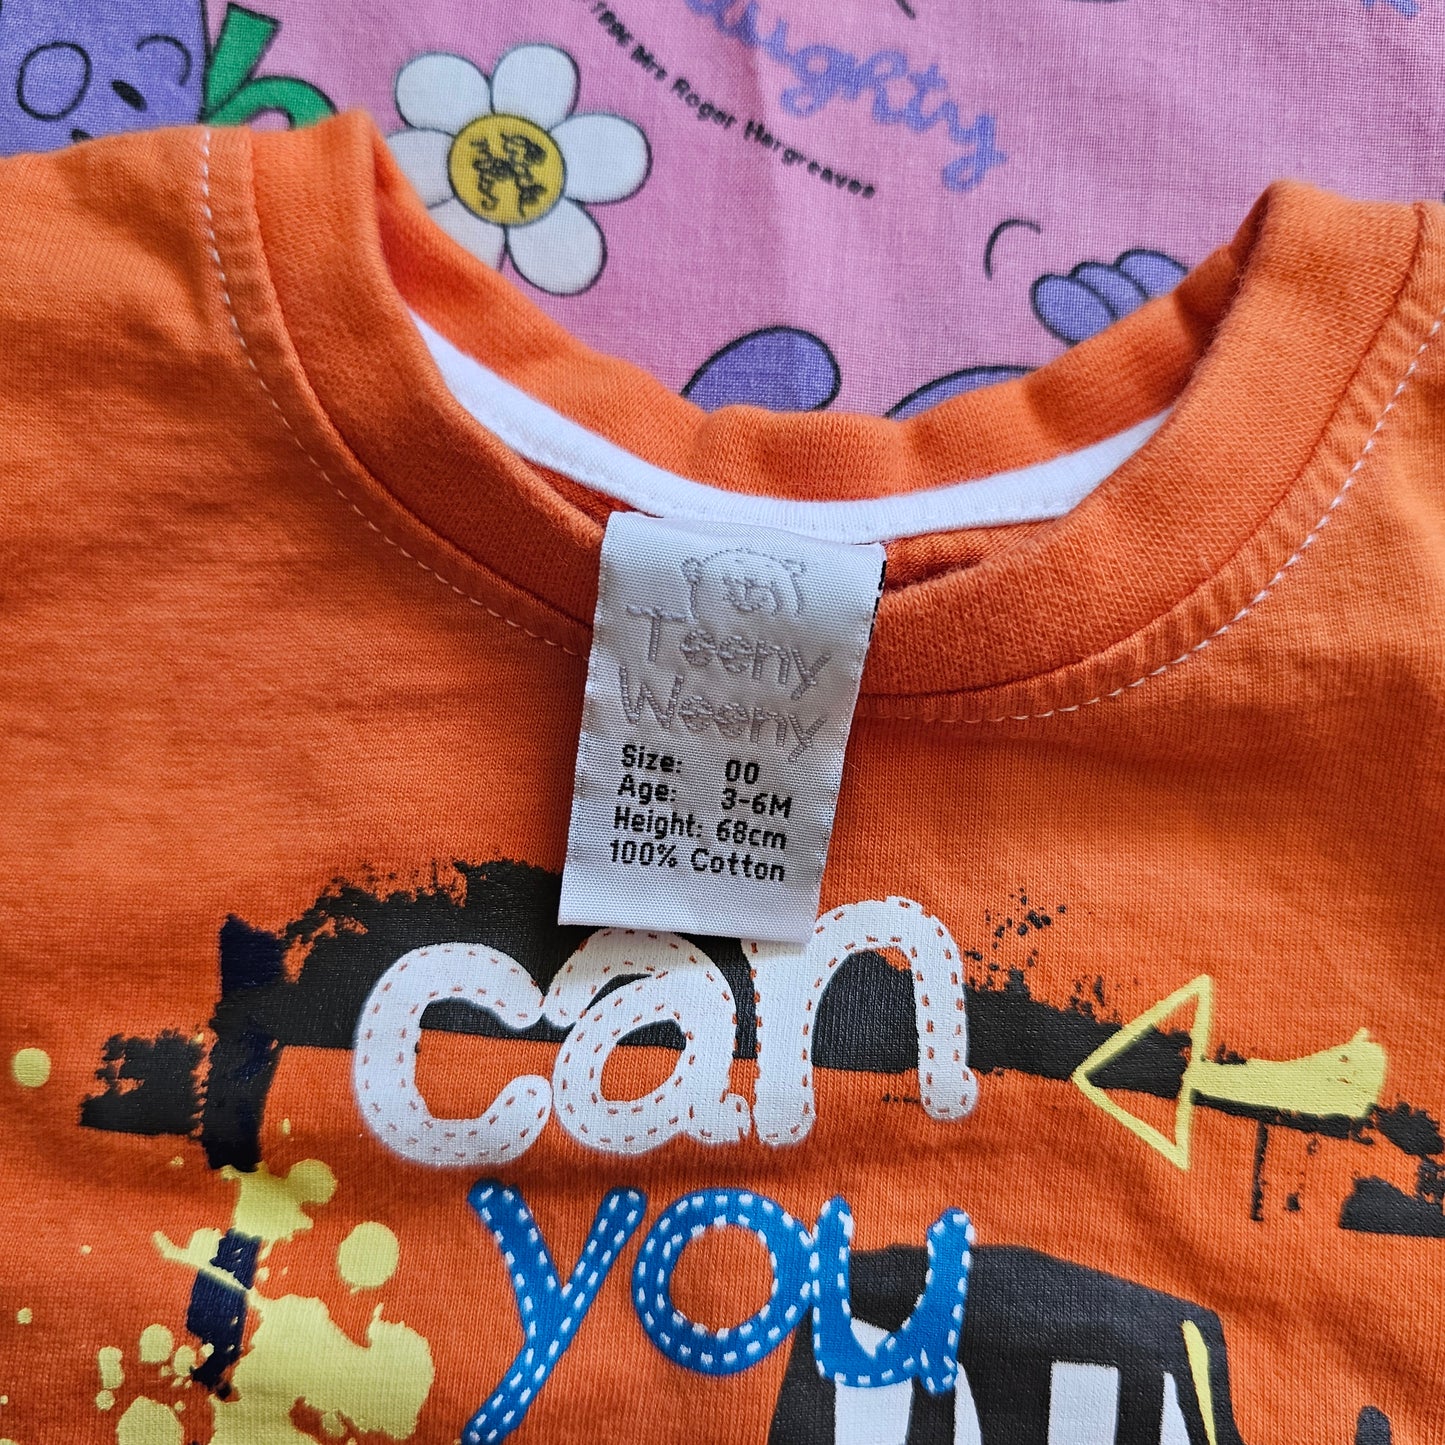 Naughty
Mrs Roger Hargreaves
Teeny
Weeny
Size: 00
Age: 3-6M
Height: 68cm
100% Cotton
can
you